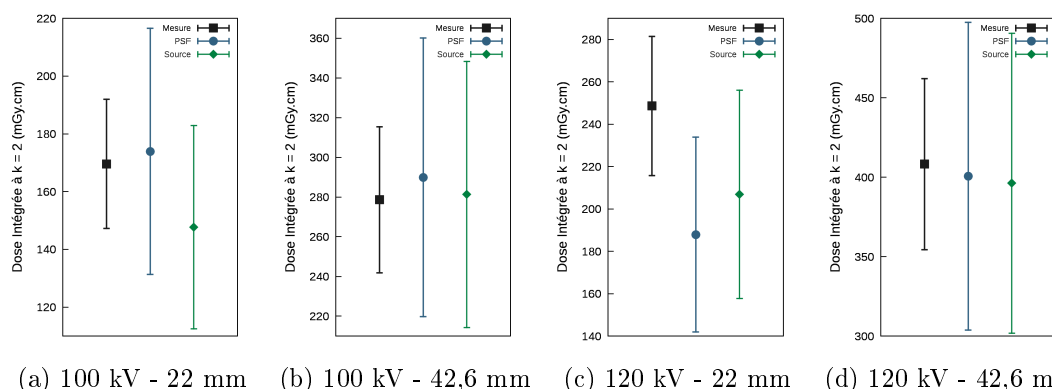 220
200
180
160
140
120
Dose Intégrée à k = 2 (mGy.cm)
Mesure
PSF
Source
(a) 100 kV - 22 mm
360
340
320
300
280
260
240
220
Dose Intégrée à k = 2 (mGy.cm)
Mesure
PSF
Source
(b) 100 kV - 42,6 mm
280
260
240
220
200
180
160
140
Dose Intégrée à k = 2 (mGy.cm)
Mesure
PSF
Source
(c) 120 kV - 22 mm
500
450
400
350
300
Dose Intégrée à k = 2 (mGy.cm)
Mesure
PSF
Source
(d) 120 kV - 42,6 m